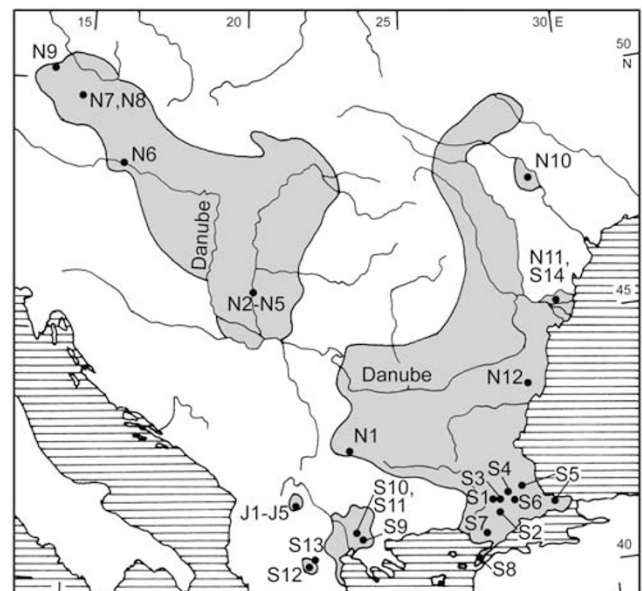 15
20
25
30 E
50
N
N9
N7,N8
N6
N10
Danube
N11,
S14
N2-N5
45
Danube
N12
N1
S4
S3
S5
S1
S6
J1-J5
S10,
S11
S9
S7
S2
S13
S12
S8
40